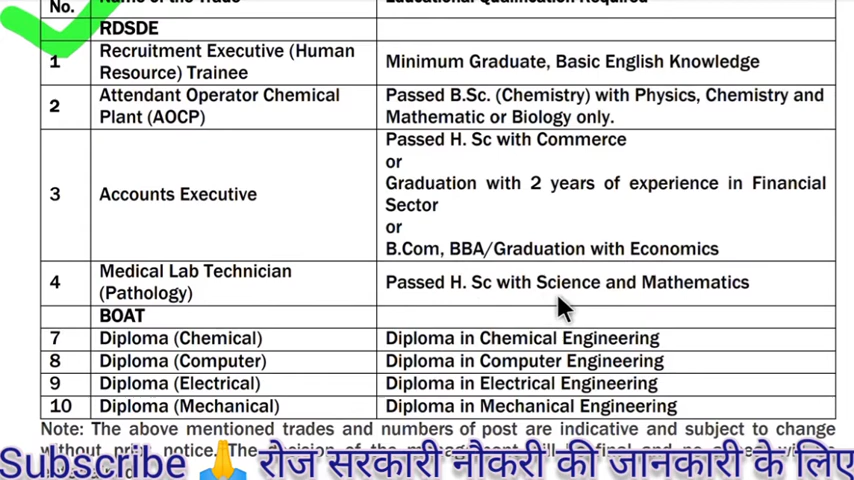 No.
RDSDE
1 Recruitment Executive (Human Resource) Trainee Minimum Graduate, Basic English Knowledge
2 Attendant Operator Chemical Plant (AOCP) Passed B.Sc. (Chemistry) with Physics, Chemistry and Mathematic or Biology only.
3 Accounts Executive Passed H. Sc with Commerce
or
Graduation with 2 years of experience in Financial Sector
or
B.Com, BBA/Graduation with Economics
4 Medical Lab Technician (Pathology) Passed H. Sc with Science and Mathematics
BOAT
7 Diploma (Chemical) Diploma in Chemical Engineering
8 Diploma (Computer) Diploma in Computer Engineering
9 Diploma (Electrical) Diploma in Electrical Engineering
10 Diploma (Mechanical) Diploma in Mechanical Engineering
Note: The above mentioned trades and numbers of post are indicative and subject to change
Subscribe 🙏 रोज सरकारी नौकरी की जानकारी के लिए